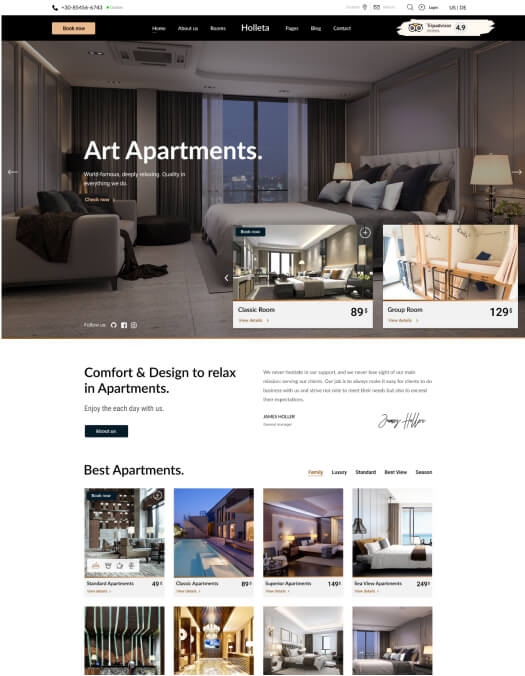 +30-85456-6743
Login
US | DE
Book now
Home
About us
Rooms
Holleta
Pages
Blog
Contact
Tripadvisor
4.9
Art Apartments.
World-famous, deeply relaxing. Quality in
everything we do.
Check now
Book now
Classic Room
89$
View details
Group Room
129$
View details
Follow us
Comfort & Design to relax
in Apartments.
Enjoy the each day with us.
About us
We never hesitate in our support, and we never lose sight of our main
mission: serving our clients. Our job is to always make it easy for clients to do
business with us and strive not only to meet their needs but also to exceed
their expectations.
JAMES HOLLER
General manager
James Holler
Best Apartments.
Family
Luxury
Standard
Best View
Season
Book now
Standard Apartments
49$
View details
Classic Apartments
89$
View details
Superior Apartments
149$
View details
Sea View Apartments
249$
View details